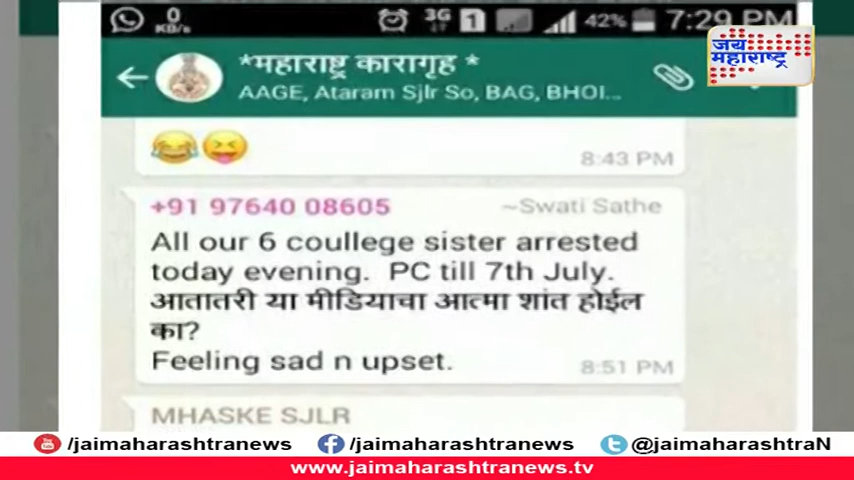 0
KB/s
3G
1
42%
7:29 PM
जय
महाराष्ट्र
*महाराष्ट्र कारागृह *
AAGE, Ataram Sjlr So, BAG, BHOI...
😂😝
8:43 PM
+91 97640 08605
~Swati Sathe
All our 6 coullege sister arrested
today evening. PC till 7th July.
आतातरी या मीडियाचा आत्मा शांत होईल
का?
Feeling sad n upset.
8:51 PM
MHASKE SJLR
/jaimaharashtranews
/jaimaharashtranews
@jaimaharashtraN
www.jaimaharashtranews.tv